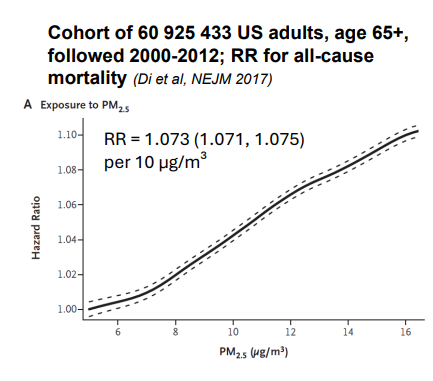 Cohort of 60 925 433 US adults, age 65+,
followed 2000-2012; RR for all-cause
mortality (Di et al, NEJM 2017)
A Exposure to PM2.5
RR = 1.073 (1.071, 1.075)
per 10 µg/m³
Hazard Ratio
1.10
1.08
1.06
1.04
1.02
1.00
6 8 10 12 14 16
PM2.5 (µg/m³)